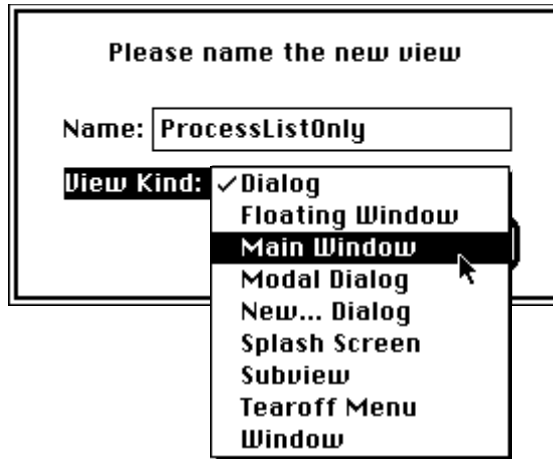 Please name the new view
Name: ProcessListOnly
View Kind: ✓Dialog
Floating Window
Main Window
Modal Dialog
New... Dialog
Splash Screen
Subview
Tearoff Menu
Window